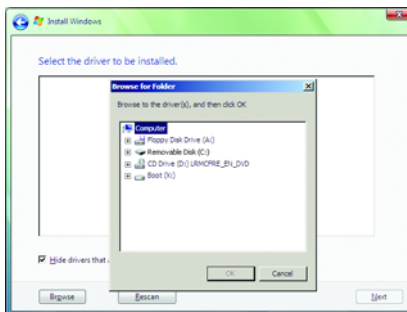 Install Windows
Select the driver to be installed.
Browse for Folder
Browse to the driver(s), and then click OK
Computer
Floppy Disk Drive (A:)
Removable Disk (C:)
CD Drive (D:) LRMCFRE_EN_DVD
Boot (X:)
Hide drivers that
OK
Cancel
Browse
Rescan
Next